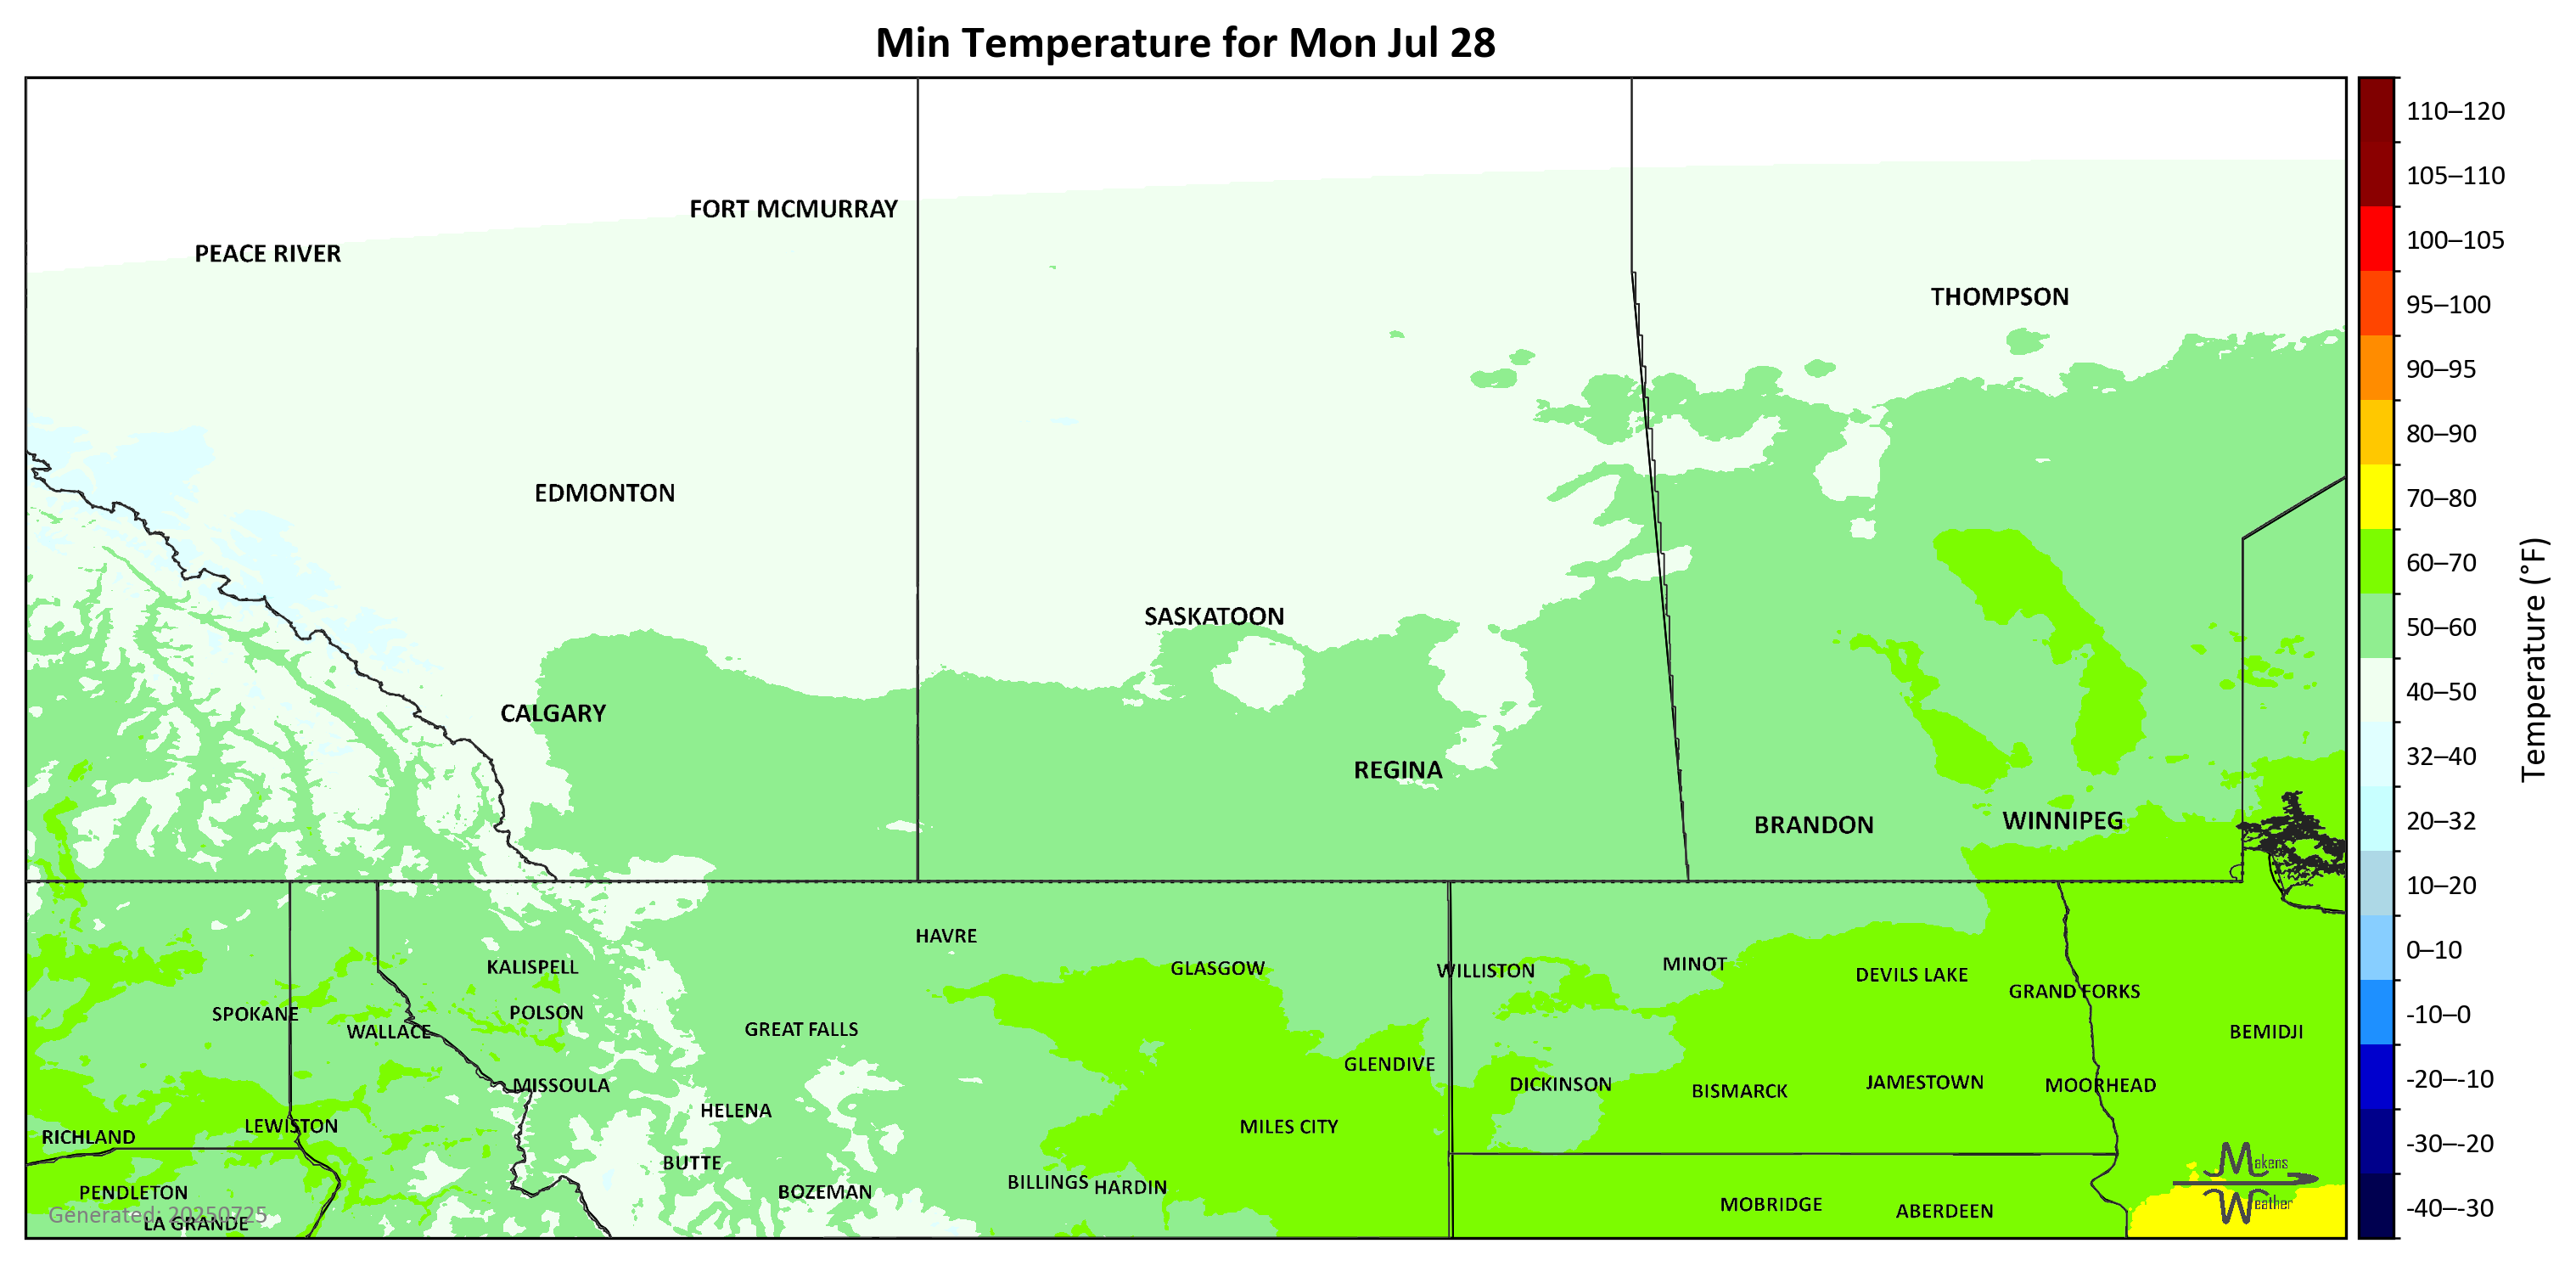 Min Temperature for Mon Jul 28
FORT MCMURRAY
PEACE RIVER
THOMPSON
EDMONTON
SASKATOON
CALGARY
REGINA
BRANDON
WINNIPEG
HAVRE
KALISPELL
GLASGOW
WILLISTON
MINOT
DEVILS LAKE
GRAND FORKS
SPOKANE
POLSON
WALLACE
GREAT FALLS
BEMIDJI
GLENDIVE
MISSOULA
DICKINSON
BISMARCK
JAMESTOWN
MOORHEAD
HELENA
LEWISTON
MILES CITY
RICHLAND
BUTTE
PENDLETON
BOZEMAN
BILLINGS
HARDIN
MOBRIDGE
ABERDEEN
LA GRANDE
Generated: 20250725
Makens
Weather
110–120
105–110
100–105
95–100
90–95
80–90
70–80
60–70
50–60
40–50
32–40
20–32
10–20
0–10
-10–0
-20–-10
-30–-20
-40–-30
Temperature (°F)